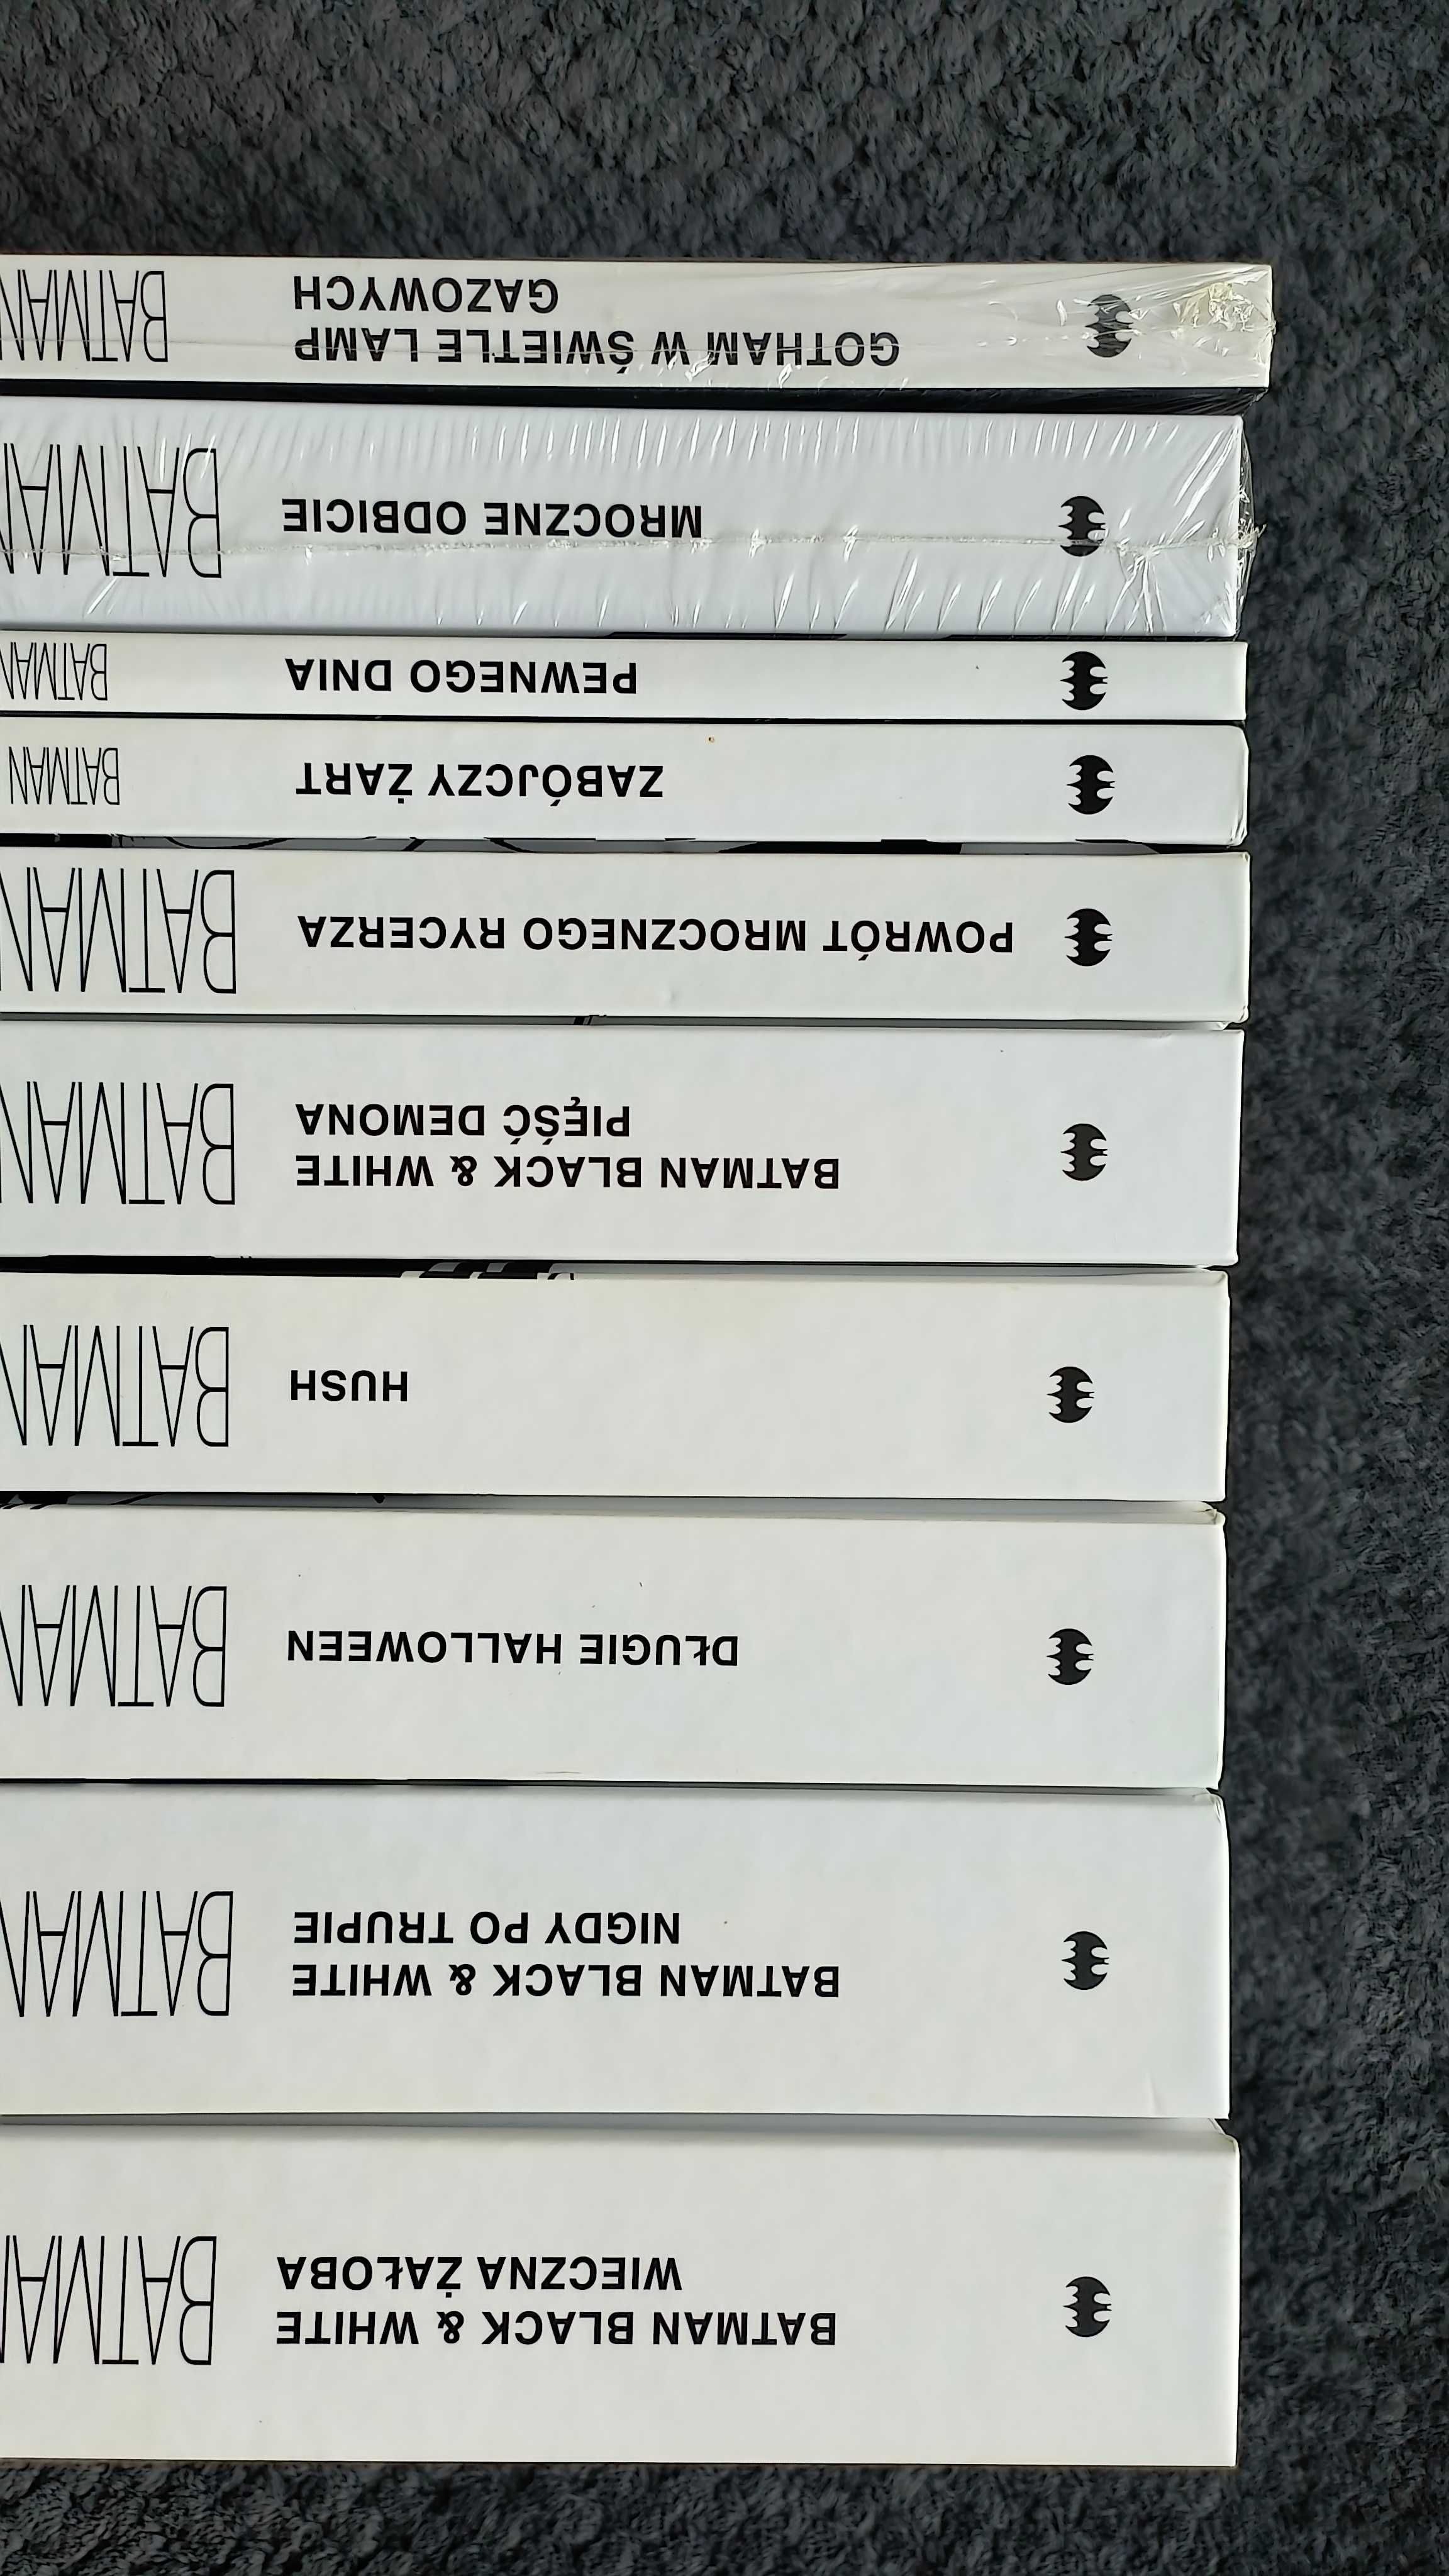 BATMAN
GOTHAM W ŚWIETLE LAMP
GAZOWYCH
BATMAN
MROCZNE ODBICIE
BATMAN
PEWNEGO DNIA
BATMAN
ZABÓJCZY ŻART
BATMAN
POWRÓT MROCZNEGO RYCERZA
BATMAN
BATMAN BLACK & WHITE
PIĘŚĆ DEMONA
BATMAN
HUSH
BATMAN
DŁUGIE HALLOWEEN
BATMAN
BATMAN BLACK & WHITE
NIGDY PO TRUPIE
BATMAN
BATMAN BLACK & WHITE
WIECZNA ŻAŁOBA